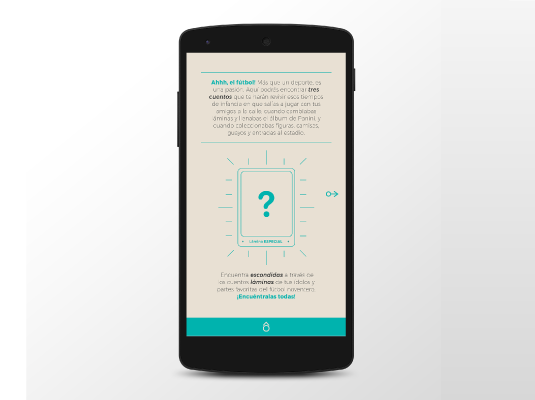 Ahhh, el fútbol! Más que un deporte, es
una pasión. Aquí podrás encontrar tres
cuentos que te harán revivir esos tiempos
de infancia en que salías a jugar con tus
amigos a la calle, cuando cambiabas
láminas y llenabas el álbum de Panini, y
cuando coleccionabas figuras, camisas,
guayos y entradas al estadio.
?
Lámina ESPECIAL
Encuentra escondidas a través de
los cuentos láminas de tus ídolos y
partes favoritas del fútbol noventero.
¡Encuéntralas todas!